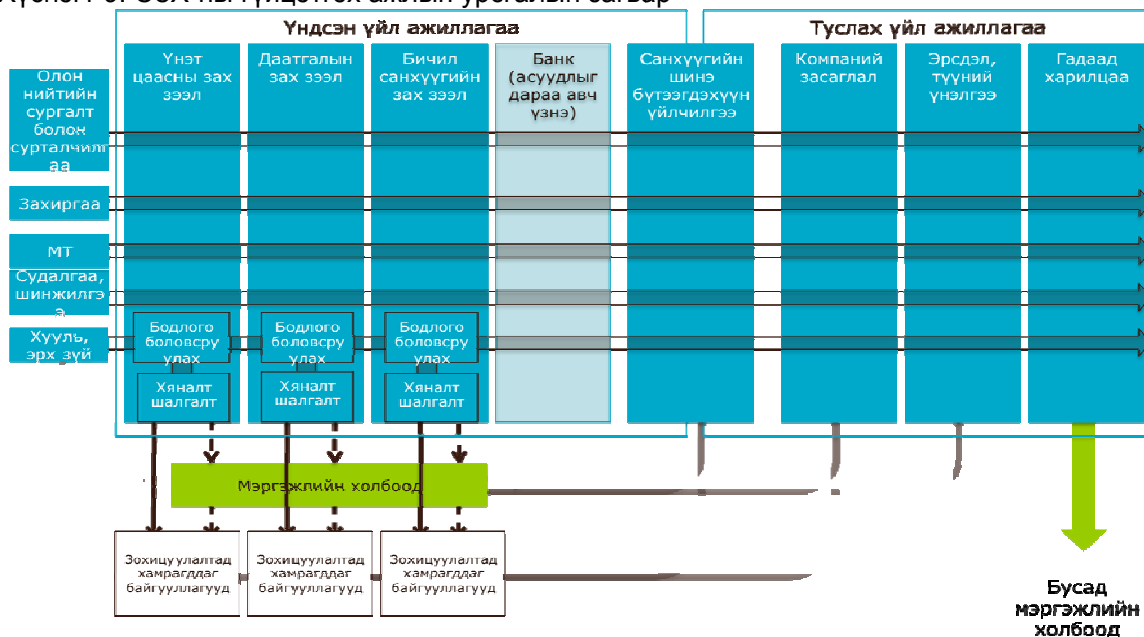 Үндсэн үйл ажиллагаа
Туслах үйл ажиллагаа
Үнэт
цаасны зах
зээл
Даатгалын
зах зээл
Бичил
санхүүгийн
зах зээл
Банк
(асуудлыг
дараа авч
үзнэ)
Санхүүгийн
шинэ
бүтээгдэхүүн
үйлчилгээ
Компаний
засаглал
Эрсдэл,
түүний
үнэлгээ
Гадаад
харилцаа
Олон
нийтийн
сургалт
болон
сурталчилт
аа
Захиргаа
МТ
Судалгаа,
шинжилгэ
э
Хууль,
эрх зүй
Бодлого
боловсру
улах
Бодлого
боловсру
улах
Бодлого
боловсру
улах
Хяналт
шалгалт
Хяналт
шалгалт
Хяналт
шалгалт
Мэргэжлийн холбоод
Зохицуулалтад
хамрагддаг
байгууллагууд
Зохицуулалтад
хамрагддаг
байгууллагууд
Зохицуулалтад
хамрагддаг
байгууллагууд
Бусад
мэргэжлийн
холбоод